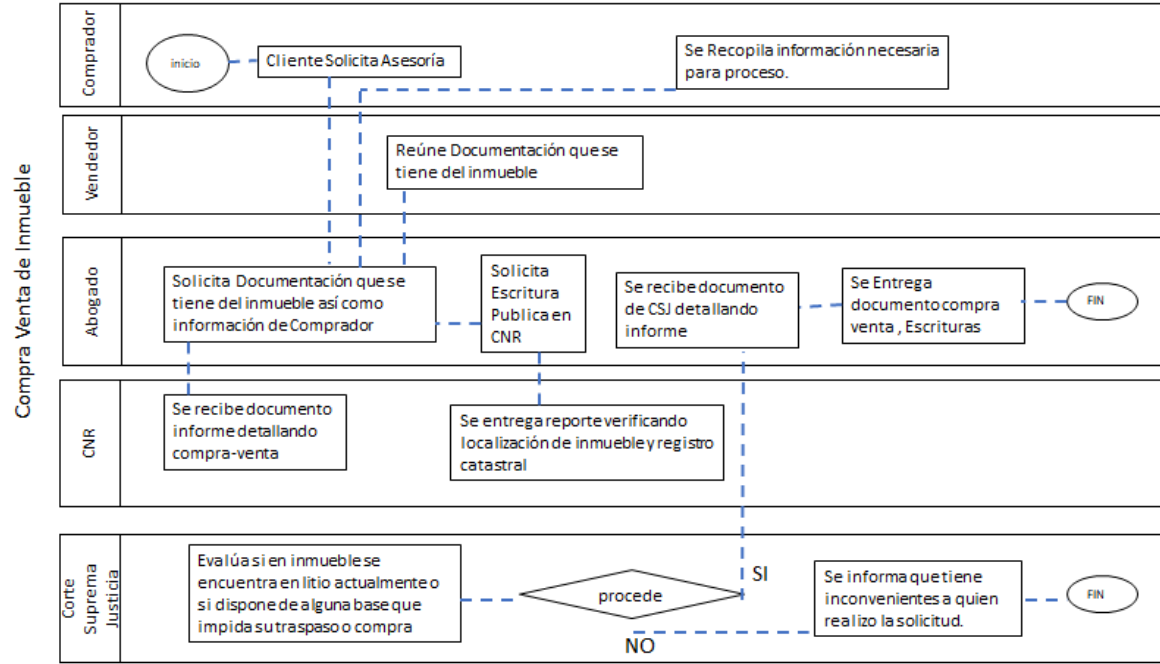 Compra Venta de Inmueble
Comprador
inicio
Cliente Solicita Asesoría
Se Recopila información necesaria
para proceso.
Vendedor
Reúne Documentación que se
tiene del inmueble
Abogado
Solicita Documentación que se
tiene del inmueble así como
información de Comprador
Solicita
Escritura
Publica en
CNR
Se recibe documento
de CSJ detallando
informe
Se Entrega
documento compra
venta , Escrituras
FIN
CNR
Se recibe documento
informe detallando
compra-venta
Se entrega reporte verificando
localización de inmueble y registro
catastral
Corte
Suprema
Justicia
Evalúa si en inmueble se
encuentra en litio actualmente o
si dispone de alguna base que
impida su traspaso o compra
procede
SI
NO
Se informa que tiene
inconvenientes a quien
realizo la solicitud.
FIN